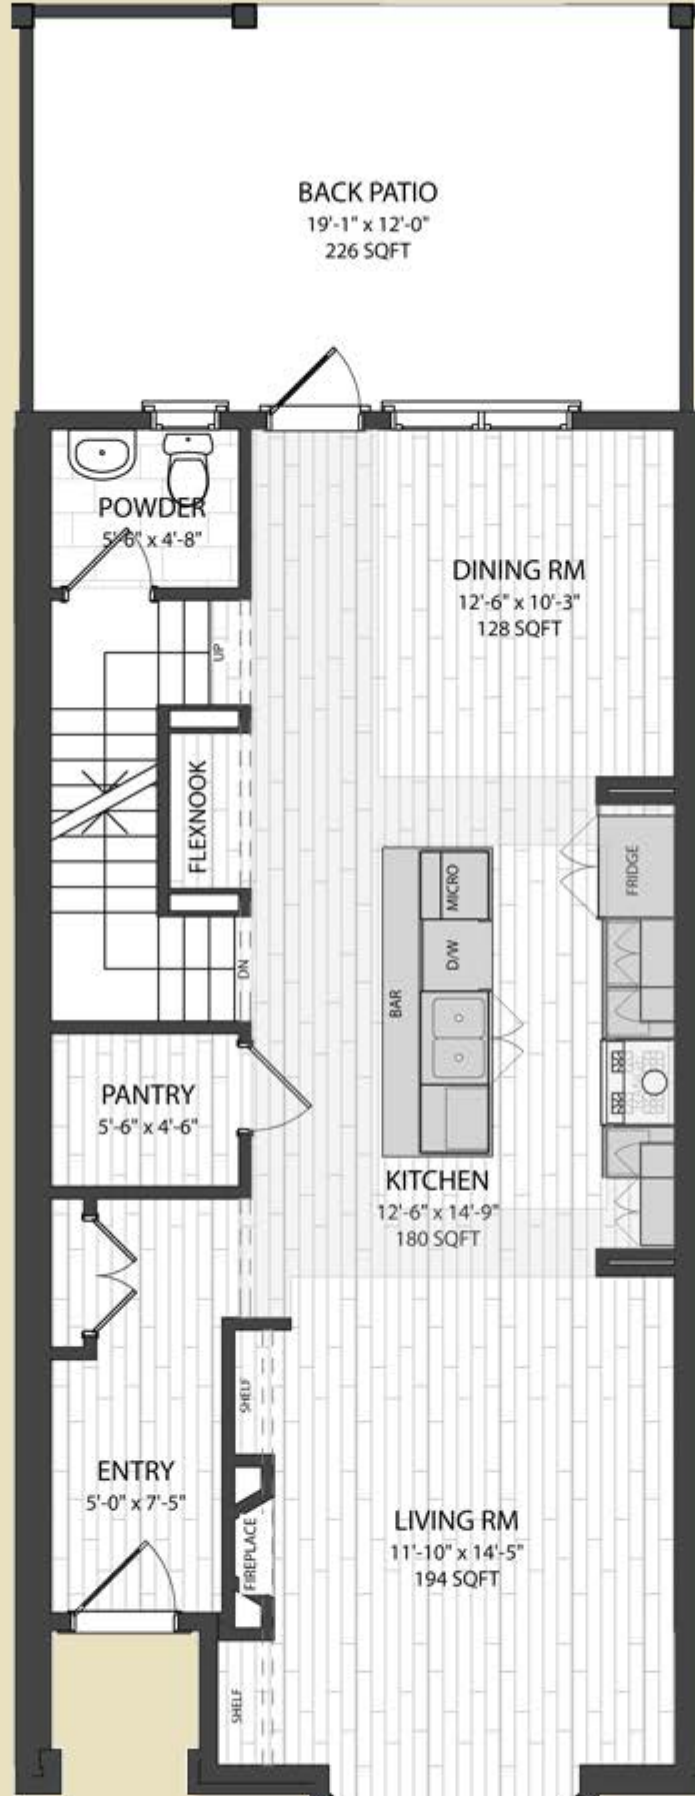 BACK PATIO
19'-1" x 12'-0"
226 SQFT
POWDER
5'-6" x 4'-8"
DINING RM
12'-6" x 10'-3"
128 SQFT
UP
FLEXNOOK
FRIDGE
MICRO
D/W
BAR
DN
PANTRY
5'-6" x 4'-6"
KITCHEN
12'-6" x 14'-9"
180 SQFT
SHELF
ENTRY
5'-0" x 7'-5"
FIREPLACE
LIVING RM
11'-10" x 14'-5"
194 SQFT
SHELF